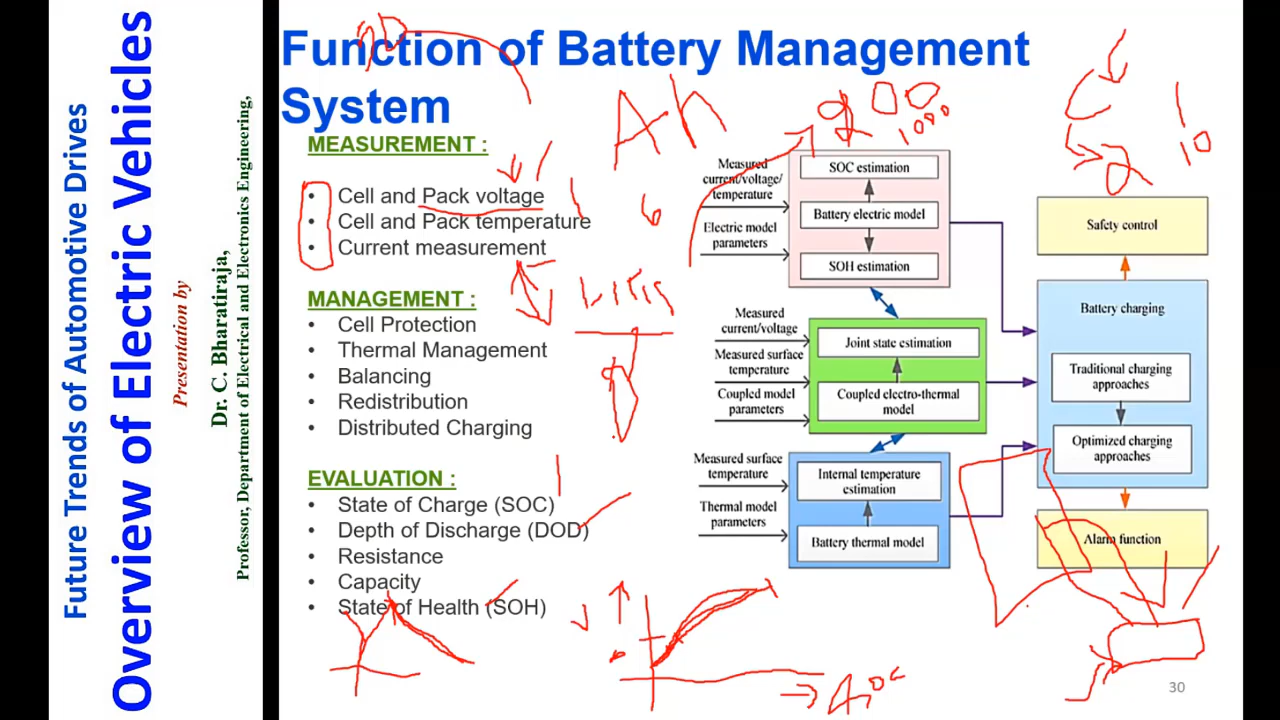 Future Trends of Automotive Drives
Overview of Electric Vehicles
Presentation by
Dr. C. Bharatiraja,
Professor, Department of Electrical and Electronics Engineering,
Function of Battery Management
System
MEASUREMENT :
• Cell and Pack voltage
• Cell and Pack temperature
• Current measurement
MANAGEMENT :
• Cell Protection
• Thermal Management
• Balancing
• Redistribution
• Distributed Charging
EVALUATION :
• State of Charge (SOC)
• Depth of Discharge (DOD)
• Resistance
• Capacity
• State of Health (SOH)
Ah
1000
10
Measured
current/voltage/
temperature
Electric model
parameters
SOC estimation
Battery electric model
SOH estimation
Measured
current/voltage
Measured surface
temperature
Coupled model
parameters
Joint state estimation
Coupled electro-thermal
model
Measured surface
temperature
Thermal model
parameters
Internal temperature
estimation
Battery thermal model
Safety control
Battery charging
Traditional charging
approaches
Optimized charging
approaches
Alarm function
30